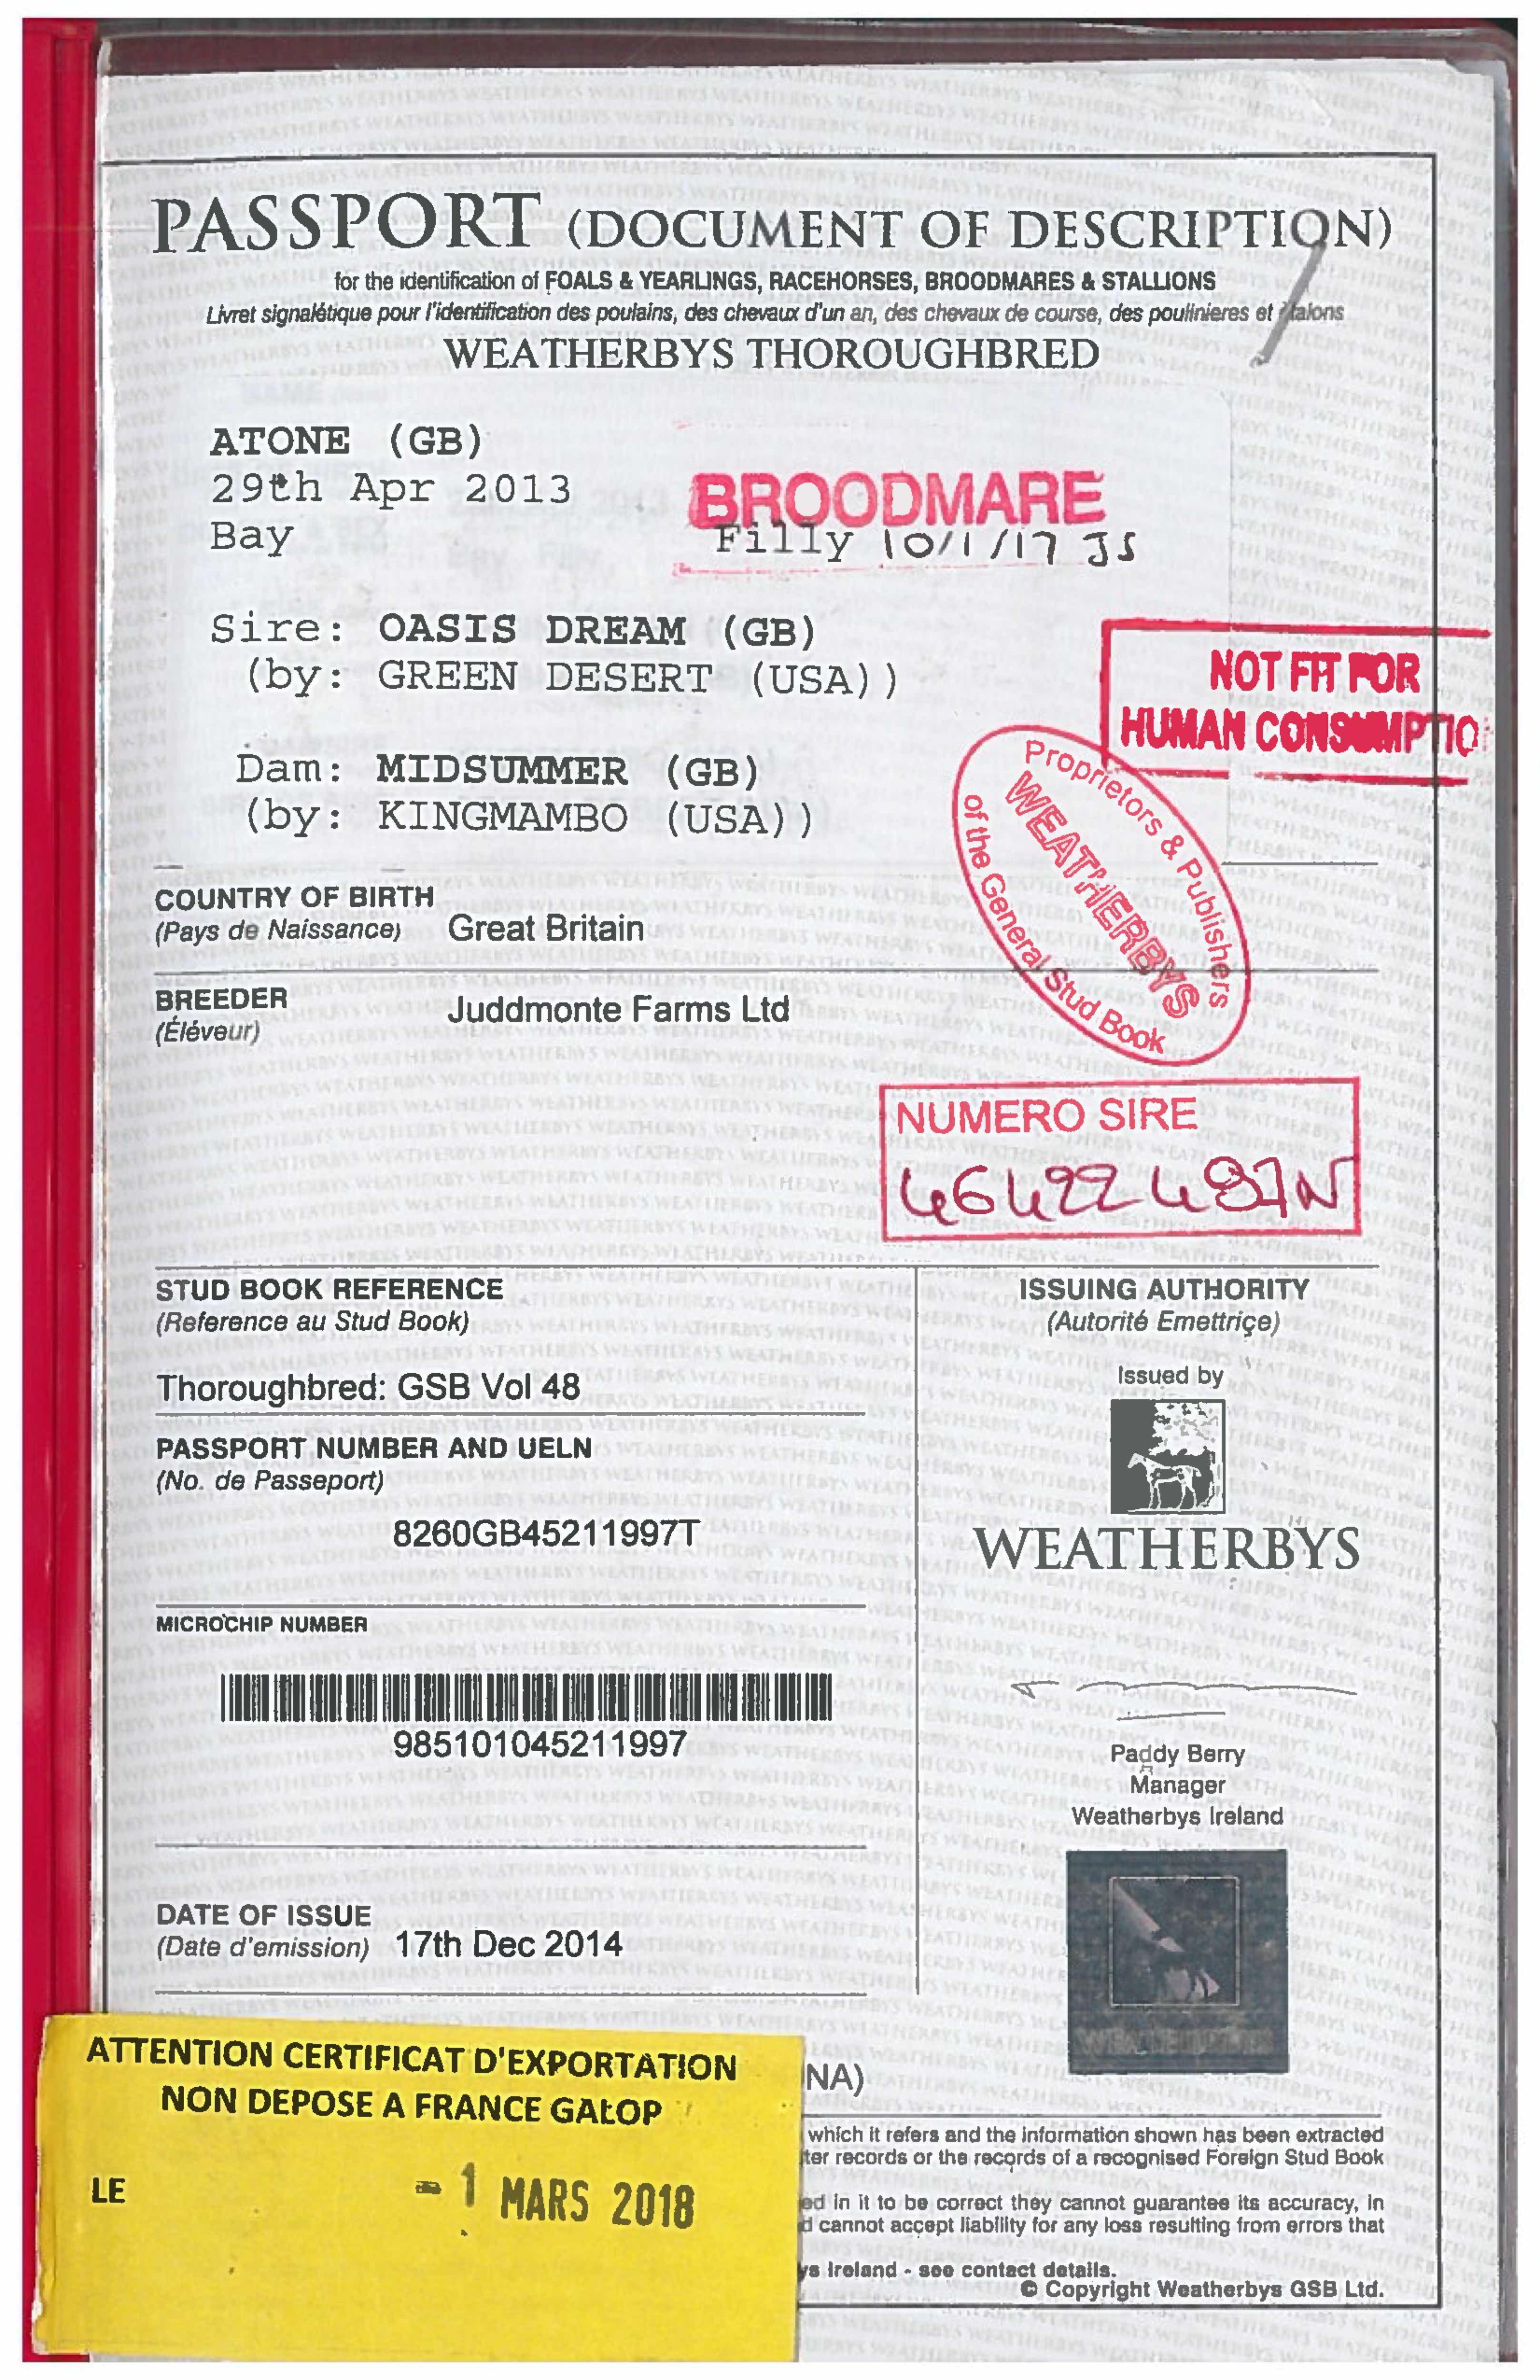 PASSPORT (DOCUMENT OF DESCRIPTION)
for the identification of FOALS & YEARLINGS, RACEHORSES, BROODMARES & STALLIONS
Livret signalétique pour l'identification des poulains, des chevaux d'un an, des chevaux de course, des poulinieres et étalons
WEATHERBYS THOROUGHBRED
ATONE (GB)
29th Apr 2013
BROODMARE
Bay Filly 10/1/17 JS
Sire: OASIS DREAM (GB)
(by: GREEN DESERT (USA))
NOT FIT FOR
HUMAN CONSUMPTIO
Dam: MIDSUMMER (GB)
(by: KINGMAMBO (USA))
Proprietors & Publishers
WEATHERBYS
of the General Stud Book
COUNTRY OF BIRTH
(Pays de Naissance) Great Britain
BREEDER
Juddmonte Farms Ltd
(Éléveur)
NUMERO SIRE
46422487N
STUD BOOK REFERENCE
(Reference au Stud Book)
Thoroughbred: GSB Vol 48
PASSPORT NUMBER AND UELN
(No. de Passeport)
8260GB45211997T
MICROCHIP NUMBER
985101045211997
DATE OF ISSUE
(Date d'emission) 17th Dec 2014
ISSUING AUTHORITY
(Autorité Emettriçe)
Issued by
WEATHERBYS
Paddy Berry
Manager
Weatherbys Ireland
ATTENTION CERTIFICAT D'EXPORTATION
NON DEPOSE A FRANCE GALOP
LE - 1 MARS 2018
NA)
which it refers and the information shown has been extracted
ter records or the records of a recognised Foreign Stud Book
ed in it to be correct they cannot guarantee its accuracy, in
d cannot accept liability for any loss resulting from errors that
ys Ireland - see contact details.
© Copyright Weatherbys GSB Ltd.